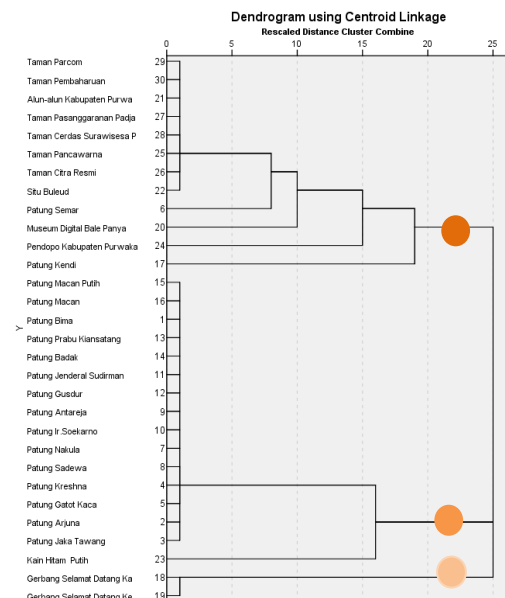 Dendrogram using Centroid Linkage
Rescaled Distance Cluster Combine
0 5 10 15 20 25
Taman Parcom 29
Taman Pembaharuan 30
Alun-alun Kabupaten Purwa 21
Taman Pasanggaranan Padja 27
Taman Cerdas Surawisesa P 28
Taman Pancawarna 25
Taman Citra Resmi 26
Situ Buleud 22
Patung Semar 6
Museum Digital Bale Panya 20
Pendopo Kabupaten Purwaka 24
Patung Kendi 17
Patung Macan Putih 15
Patung Macan 16
Patung Bima 1
Patung Prabu Kiansatang 13
Y
Patung Badak 14
Patung Jenderal Sudirman 11
Patung Gusdur 12
Patung Antareja 9
Patung Ir.Soekarno 10
Patung Nakula 7
Patung Sadewa 8
Patung Kreshna 4
Patung Gatot Kaca 5
Patung Arjuna 2
Patung Jaka Tawang 3
Kain Hitam Putih 23
Gerbang Selamat Datang Ka 18
Gerbang Selamat Datang Ke 19